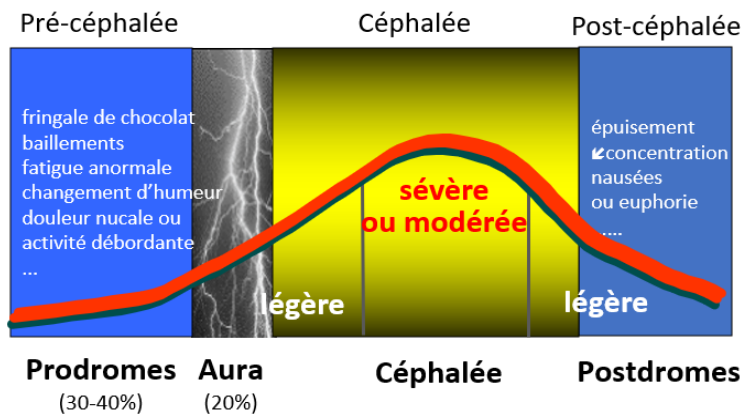 Pré-céphalée
Céphalée
Post-céphalée
fringale de chocolat
baillements
fatigue anormale
changement d’humeur
douleur nucale ou
activité débordante
...
épuisement
⬋concentration
nausées
ou euphorie
.....
sévère
ou modérée
légère
légère
Prodromes
(30-40%)
Aura
(20%)
Céphalée
Postdromes